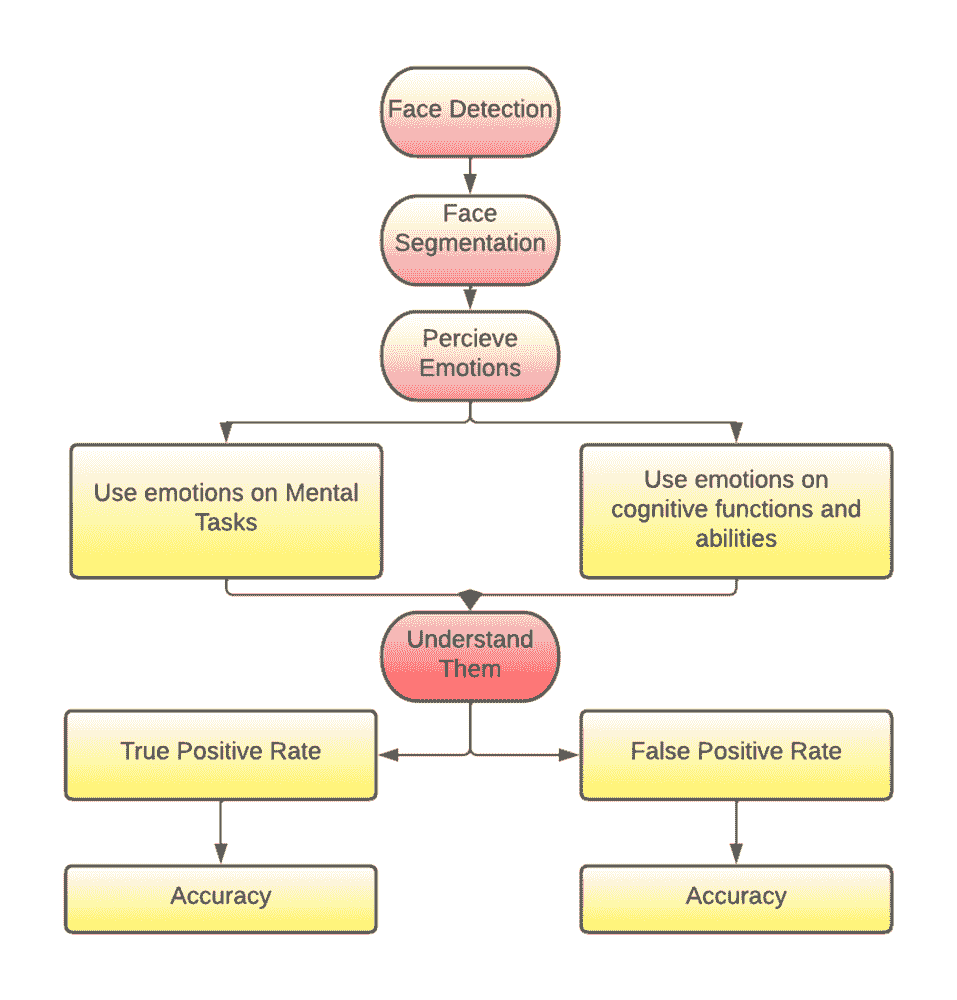 Face Detection
Face
Segmentation
Percieve
Emotions
Use emotions on Mental
Tasks
Use emotions on
cognitive functions and
abilities
Understand
Them
True Positive Rate
False Positive Rate
Accuracy
Accuracy